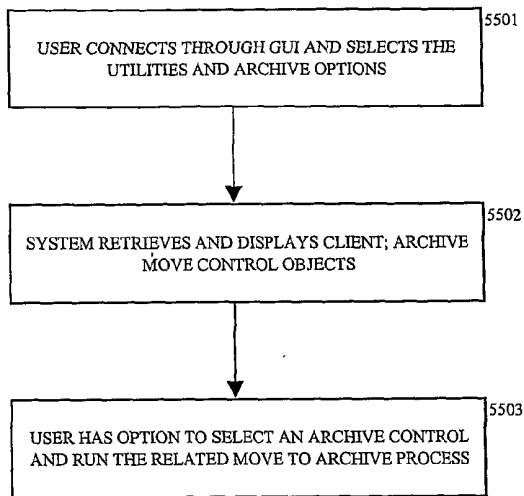 5501
USER CONNECTS THROUGH GUI AND SELECTS THE
UTILITIES AND ARCHIVE OPTIONS
5502
SYSTEM RETRIEVES AND DISPLAYS CLIENT; ARCHIVE
MOVE CONTROL OBJECTS
5503
USER HAS OPTION TO SELECT AN ARCHIVE CONTROL
AND RUN THE RELATED MOVE TO ARCHIVE PROCESS